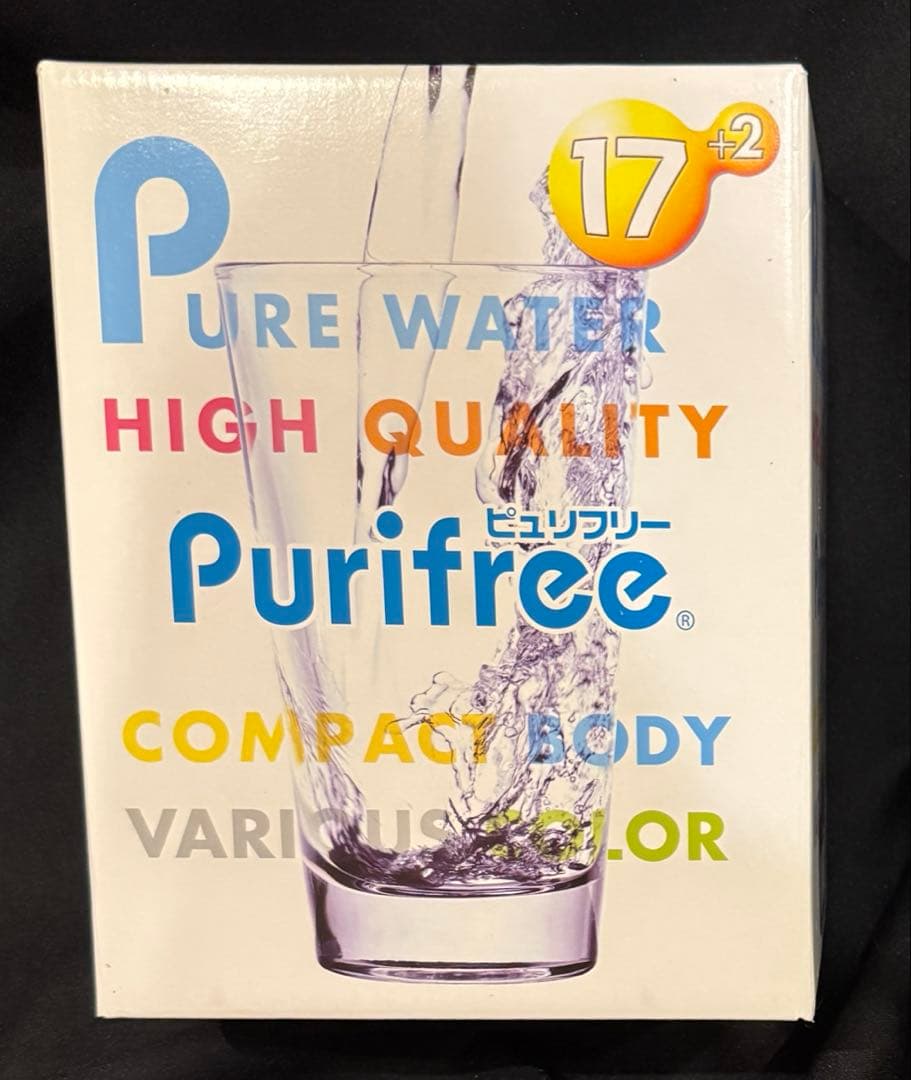 17 +2
PURE WATER
HIGH QUALITY
ピュリフリー
Purifree®
COMPACT BODY
VARIOUS COLOR